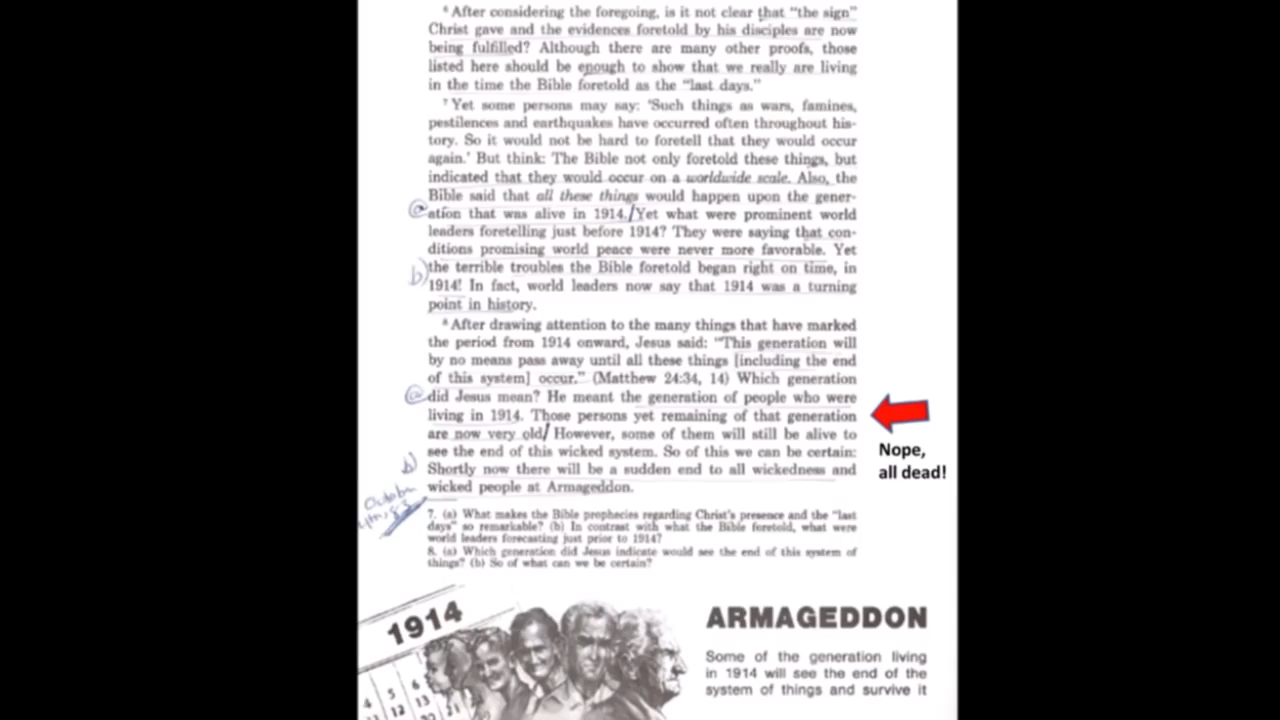 ⁶ After considering the foregoing, is it not clear that “the sign”
Christ gave and the evidences foretold by his disciples are now
being fulfilled? Although there are many other proofs, those
listed here should be enough to show that we really are living
in the time the Bible foretold as the “last days.”
⁷ Yet some persons may say: ‘Such things as wars, famines,
pestilences and earthquakes have occurred often throughout his-
tory. So it would not be hard to foretell that they would occur
again.’ But think: The Bible not only foretold these things, but
indicated that they would occur on a worldwide scale. Also, the
Bible said that all these things would happen upon the gener-
@ ation that was alive in 1914./Yet what were prominent world
leaders foretelling just before 1914? They were saying that con-
ditions promising world peace were never more favorable. Yet
b) the terrible troubles the Bible foretold began right on time, in
1914! In fact, world leaders now say that 1914 was a turning
point in history.
⁸ After drawing attention to the many things that have marked
the period from 1914 onward, Jesus said: “This generation will
by no means pass away until all these things [including the end
of this system] occur.” (Matthew 24:34, 14) Which generation
@ did Jesus mean? He meant the generation of people who were
living in 1914. Those persons yet remaining of that generation
are now very old/ However, some of them will still be alive to
see the end of this wicked system. So of this we can be certain:
b) Shortly now there will be a sudden end to all wickedness and
wicked people at Armageddon.
Nope,
all dead!
October
7. (a) What makes the Bible prophecies regarding Christ's presence and the “last
days” so remarkable? (b) In contrast with what the Bible foretold, what were
world leaders forecasting just prior to 1914?
8. (a) Which generation did Jesus indicate would see the end of this system of
things? (b) So of what can we be certain?
1914
4 5 6
11 12 13
20 21
ARMAGEDDON
Some of the generation living
in 1914 will see the end of the
system of things and survive it